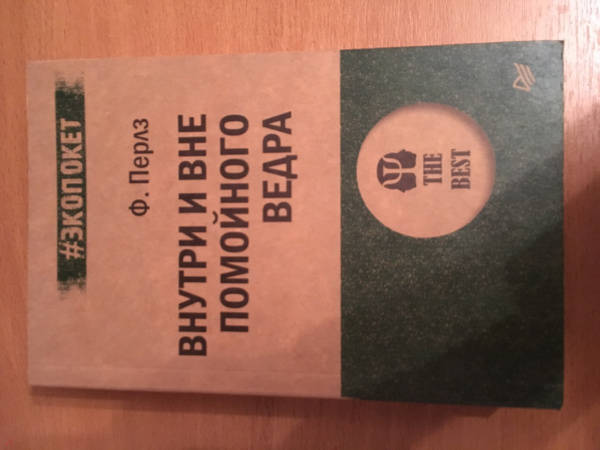 #ЭКОПОКЕТ
Ф. Перлз
ВНУТРИ И ВНЕ
ПОМОЙНОГО
ВЕДРА
THE
BEST